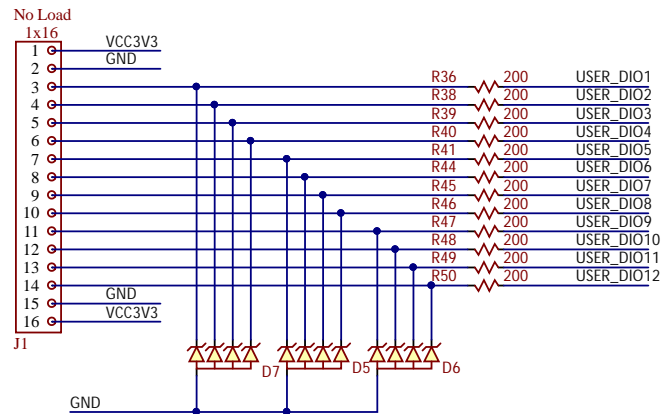 No Load
1x16
1 VCC3V3
2 GND
3 R36 200 USER_DIO1
4 R38 200 USER_DIO2
5 R39 200 USER_DIO3
6 R40 200 USER_DIO4
7 R41 200 USER_DIO5
8 R44 200 USER_DIO6
9 R45 200 USER_DIO7
10 R46 200 USER_DIO8
11 R47 200 USER_DIO9
12 R48 200 USER_DIO10
13 R49 200 USER_DIO11
14 R50 200 USER_DIO12
15 GND
16 VCC3V3
J1
D7 D5 D6
GND